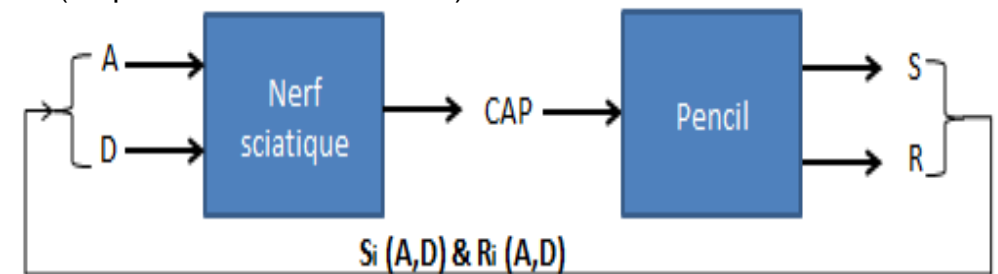 A
D
Nerf
sciatique
CAP
Pencil
S
R
Si (A,D) & Ri (A,D)